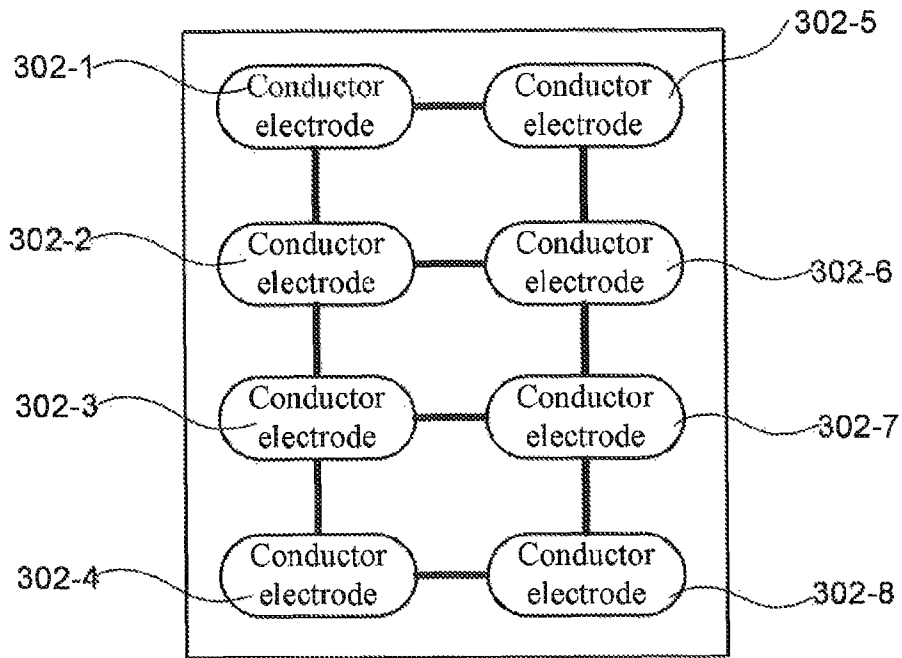 302-1
Conductor
electrode
Conductor
electrode
302-5
302-2
Conductor
electrode
Conductor
electrode
302-6
302-3
Conductor
electrode
Conductor
electrode
302-7
302-4
Conductor
electrode
Conductor
electrode
302-8